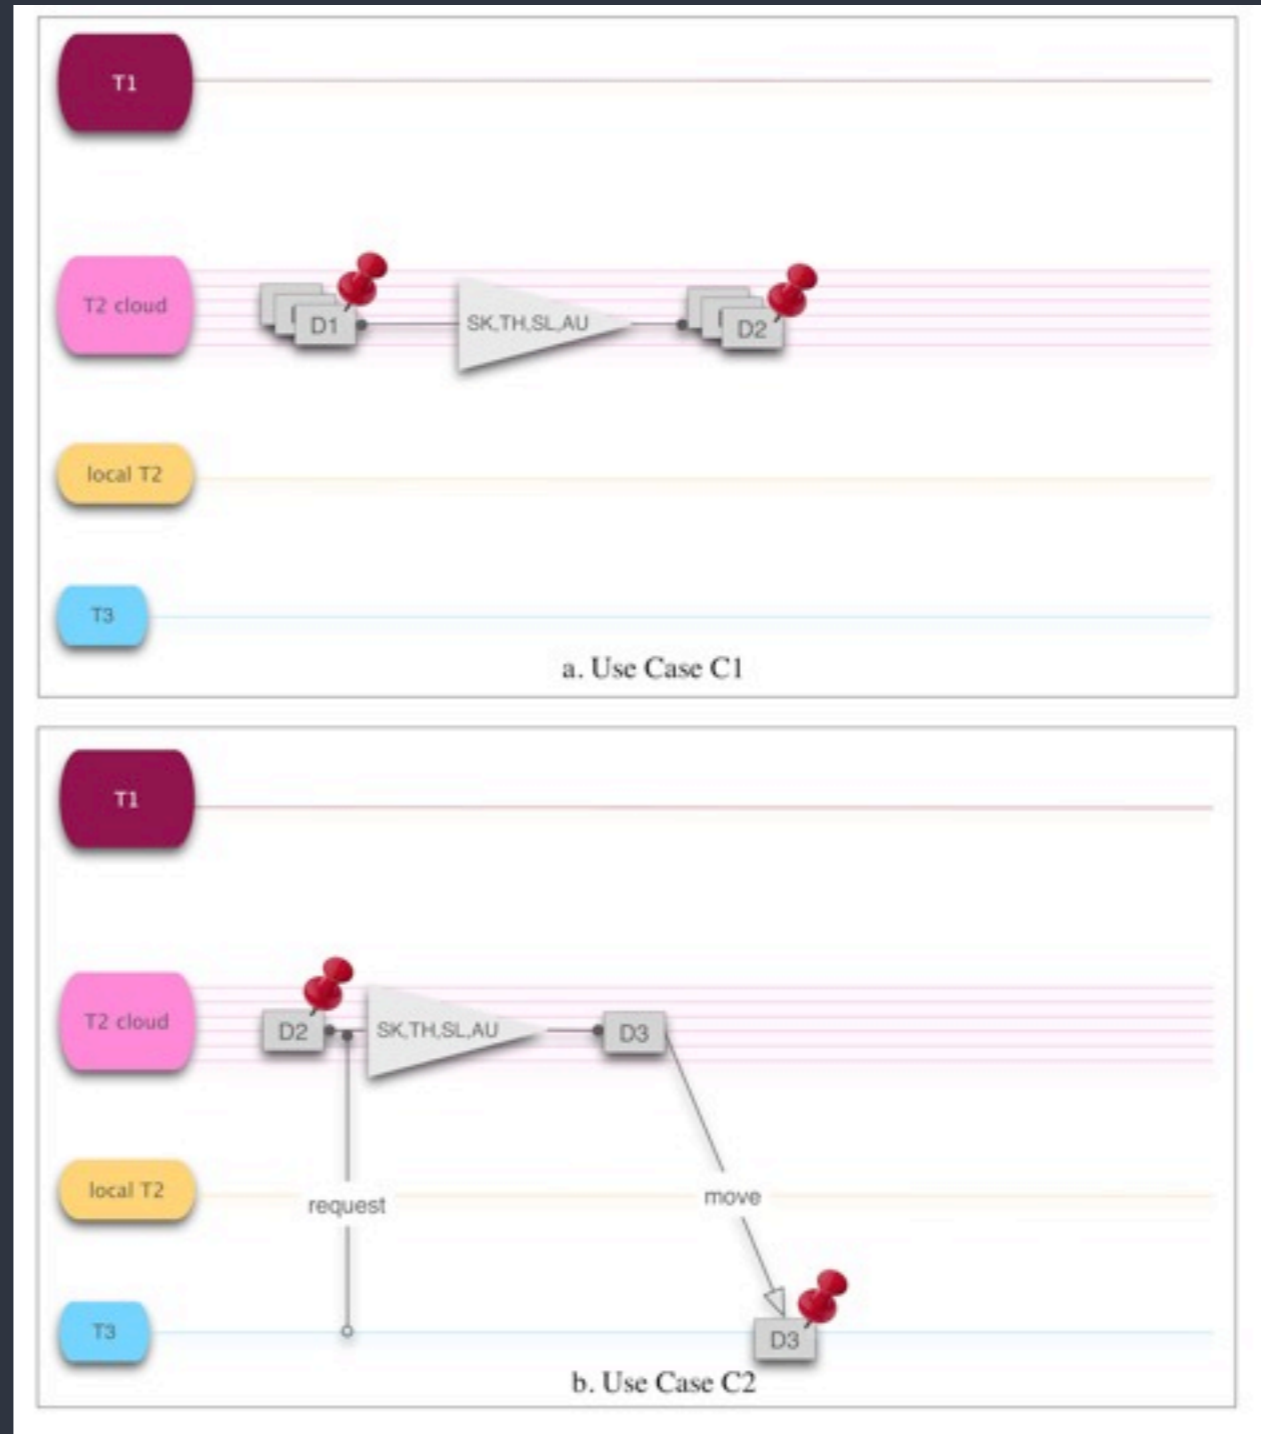 T1
T2 cloud
D1
SK,TH,SL,AU
D2
local T2
T3
a. Use Case C1
T1
T2 cloud
D2
SK,TH,SL,AU
D3
local T2
request
move
T3
D3
b. Use Case C2